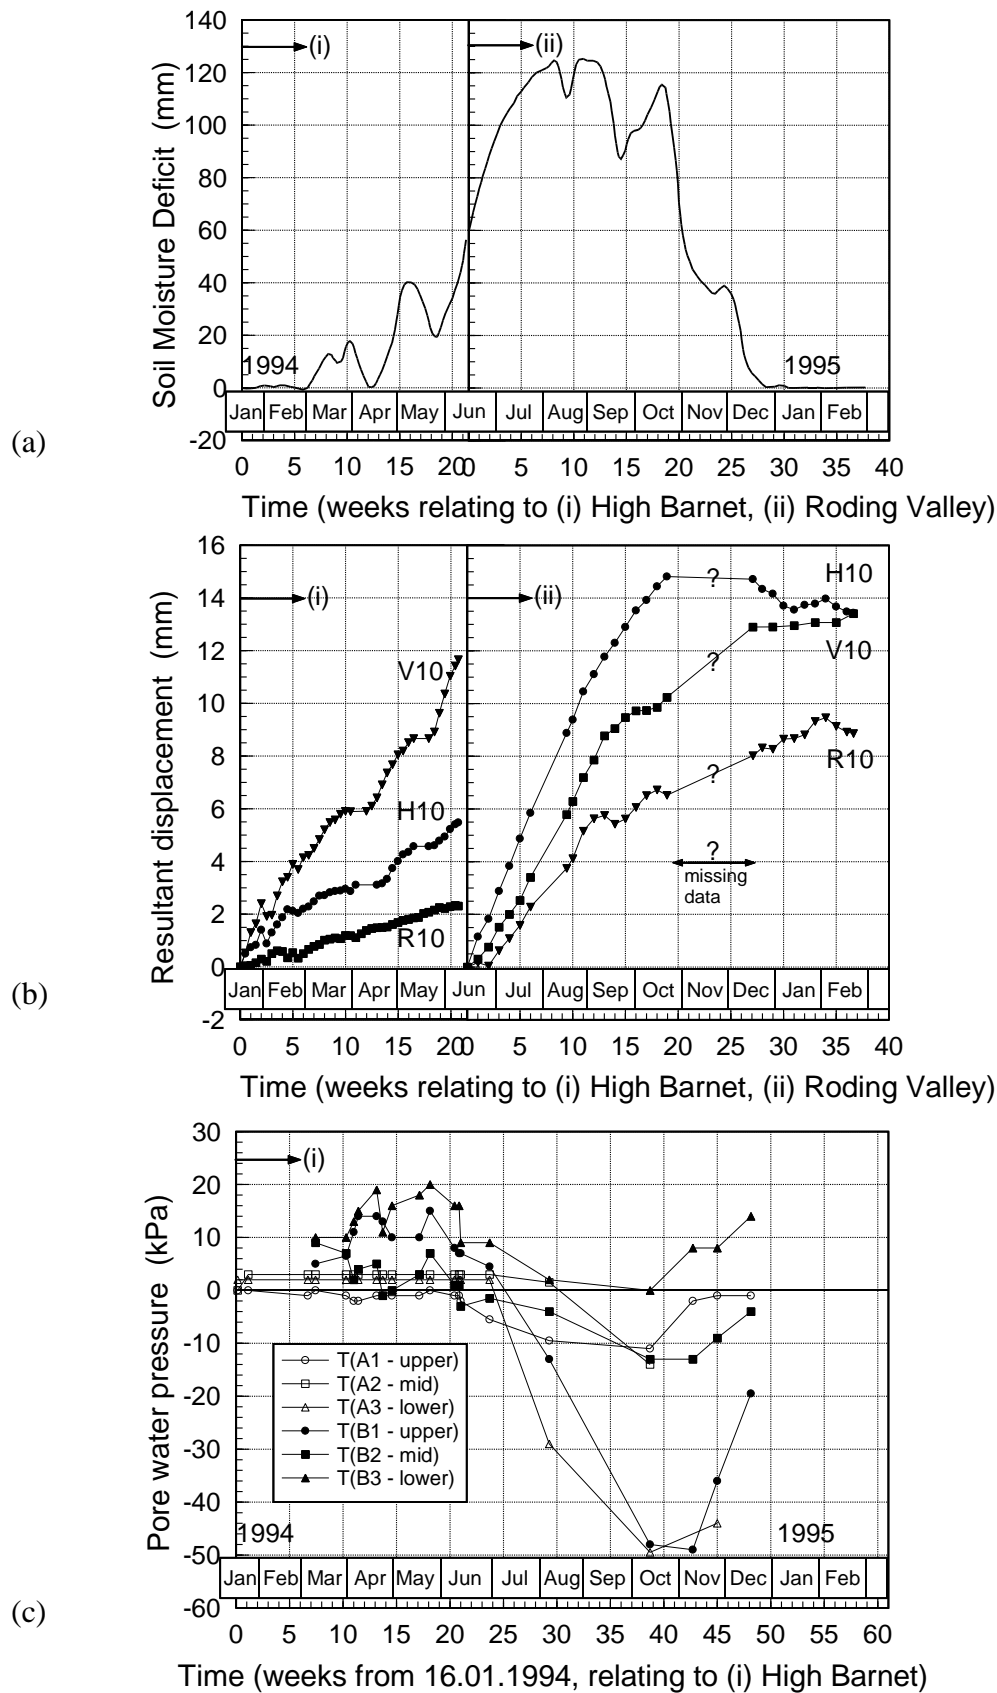 140
120
100
80
60
40
20
0
-20
Soil Moisture Deficit (mm)
(i)
(ii)
1994
1995
Jan Feb Mar Apr May Jun Jul Aug Sep Oct Nov Dec Jan Feb
(a)
0 5 10 15 20 0 5 10 15 20 25 30 35 40
Time (weeks relating to (i) High Barnet, (ii) Roding Valley)
16
14
12
10
8
6
4
2
0
-2
Resultant displacement (mm)
(i)
(ii)
V10
H10
R10
?
?
?
?
missing
data
H10
V10
R10
Jan Feb Mar Apr May Jun Jul Aug Sep Oct Nov Dec Jan Feb
(b)
0 5 10 15 20 0 5 10 15 20 25 30 35 40
Time (weeks relating to (i) High Barnet, (ii) Roding Valley)
30
20
10
0
-10
-20
-30
-40
-50
-60
Pore water pressure (kPa)
(i)
T(A1 - upper)
T(A2 - mid)
T(A3 - lower)
T(B1 - upper)
T(B2 - mid)
T(B3 - lower)
1994
1995
Jan Feb Mar Apr May Jun Jul Aug Sep Oct Nov Dec Jan Feb
(c)
0 5 10 15 20 25 30 35 40 45 50 55 60
Time (weeks from 16.01.1994, relating to (i) High Barnet)